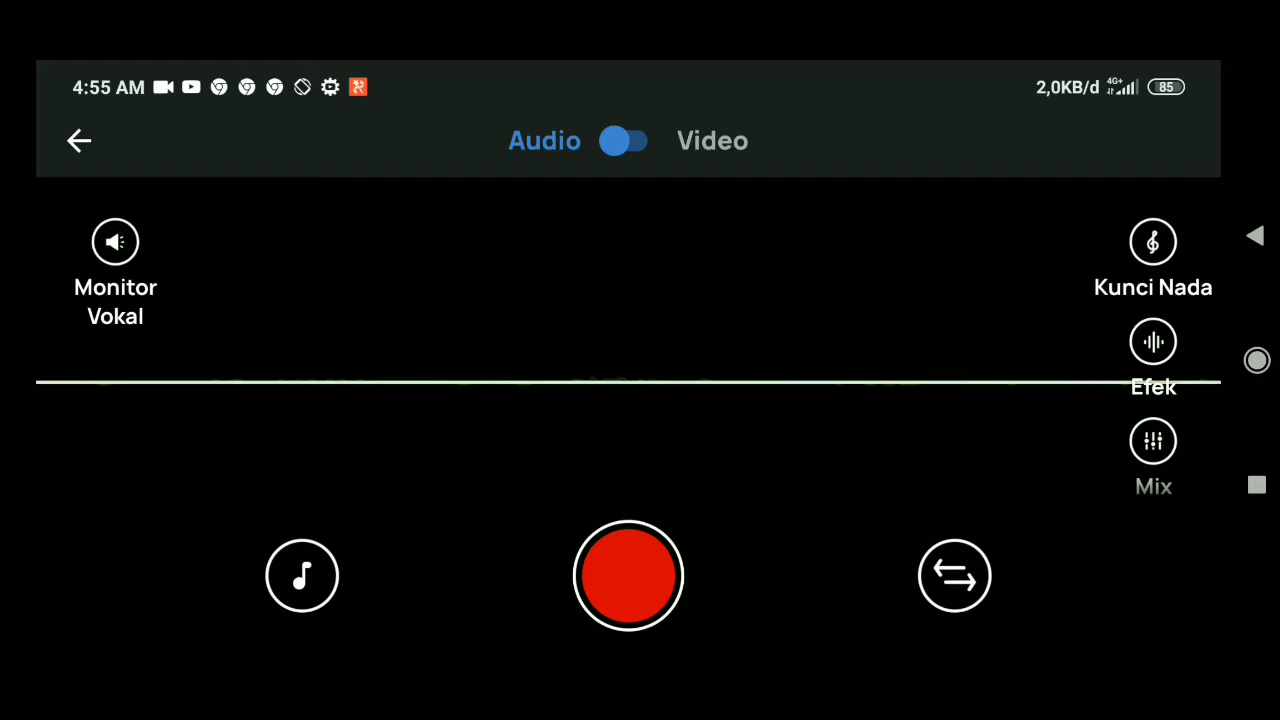 4:55 AM 2,0KB/d 4G+ 85
Audio Video
Monitor
Vokal
Kunci Nada
Efek
Mix